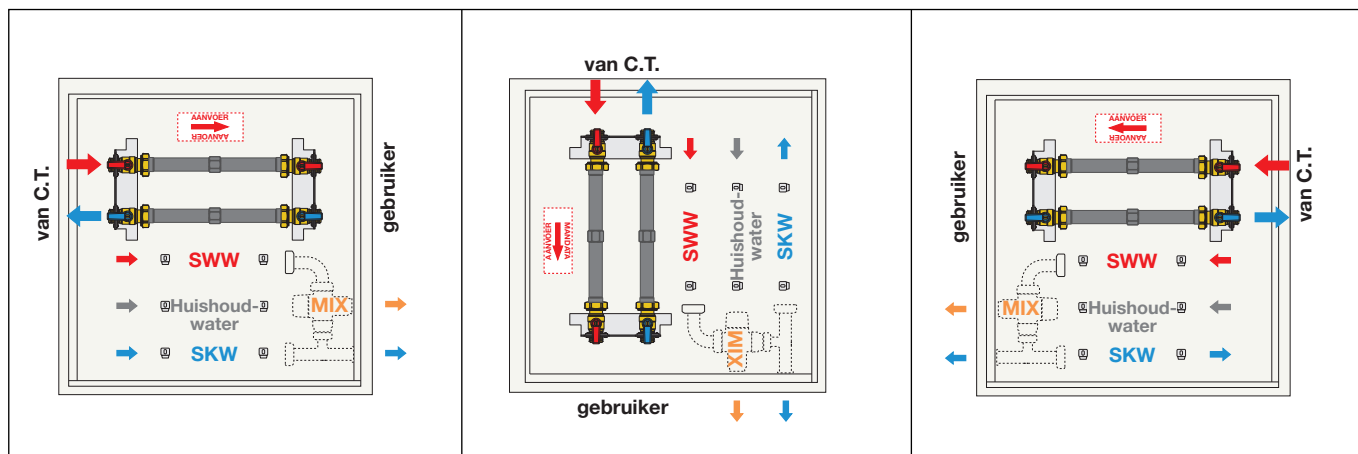 AANVOER
AANVOER
van C.T.
gebruiker
SWW
Huishoud-
water
MIX
SKW
van C.T.
AANVOER
MANDATA
SWW
Huishoud-
water
SKW
MIX
gebruiker
AANVOER
AANVOER
gebruiker
van C.T.
SWW
MIX
Huishoud-
water
SKW